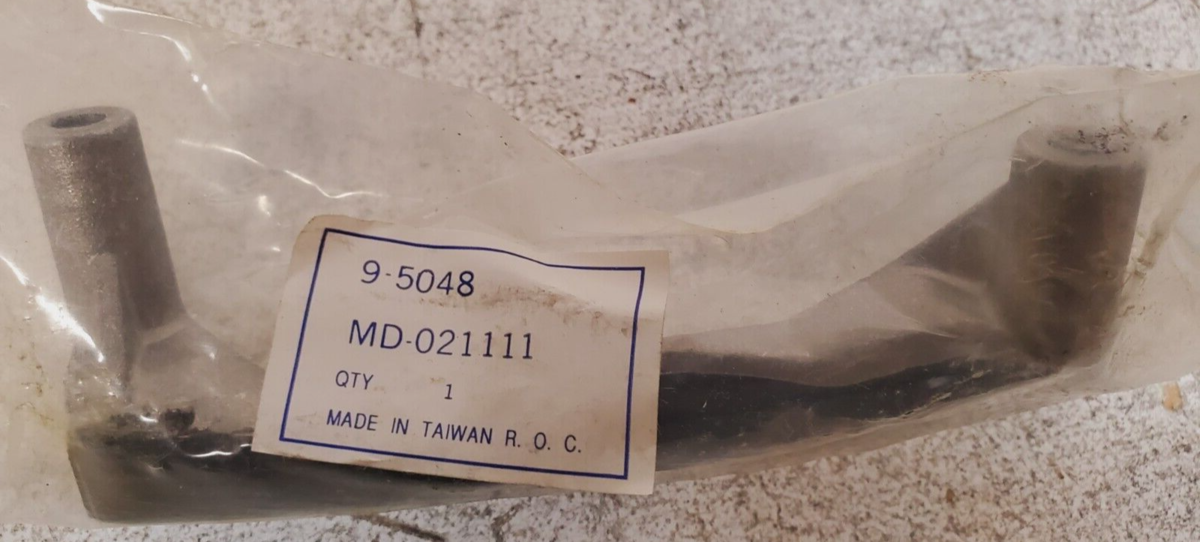 9-5048
MD-021111
QTY 1
MADE IN TAIWAN R. O. C.